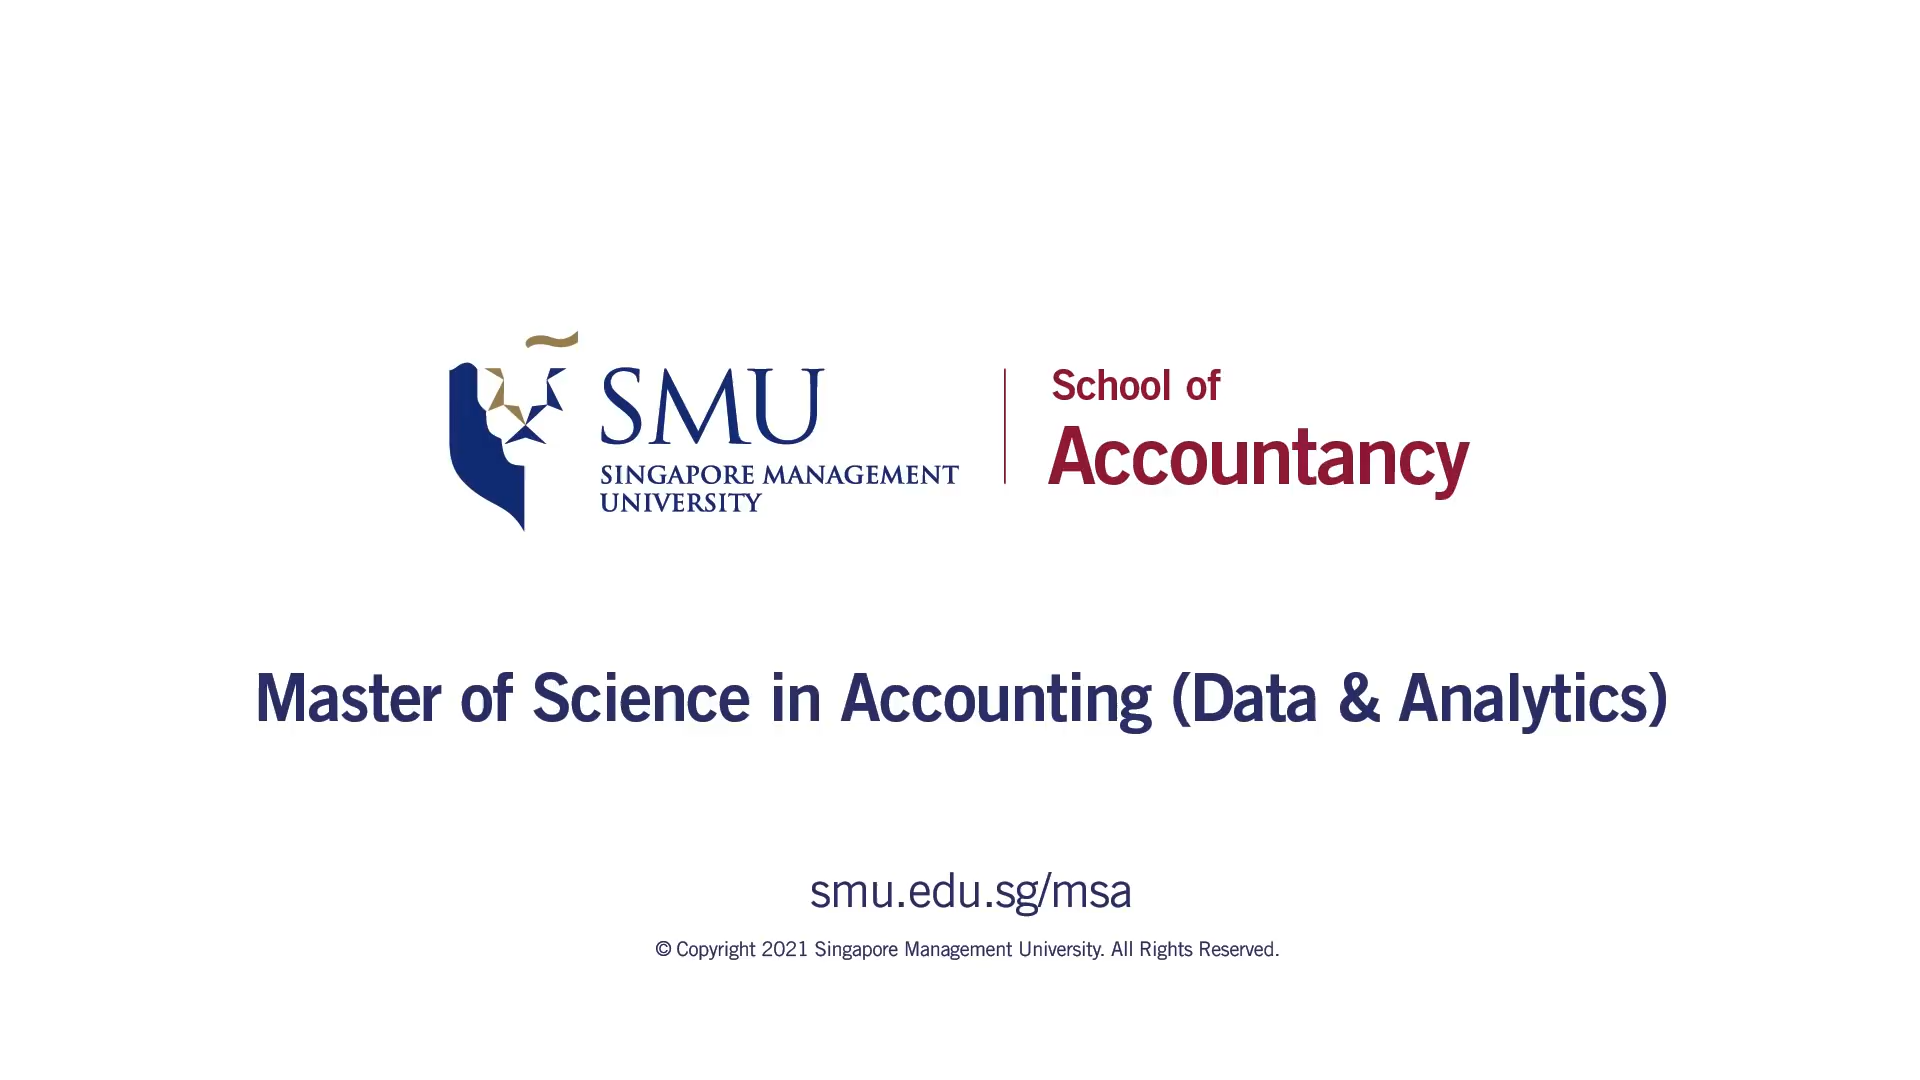 SMU
SINGAPORE MANAGEMENT
UNIVERSITY
School of
Accountancy
Master of Science in Accounting (Data & Analytics)
smu.edu.sg/msa
© Copyright 2021 Singapore Management University. All Rights Reserved.